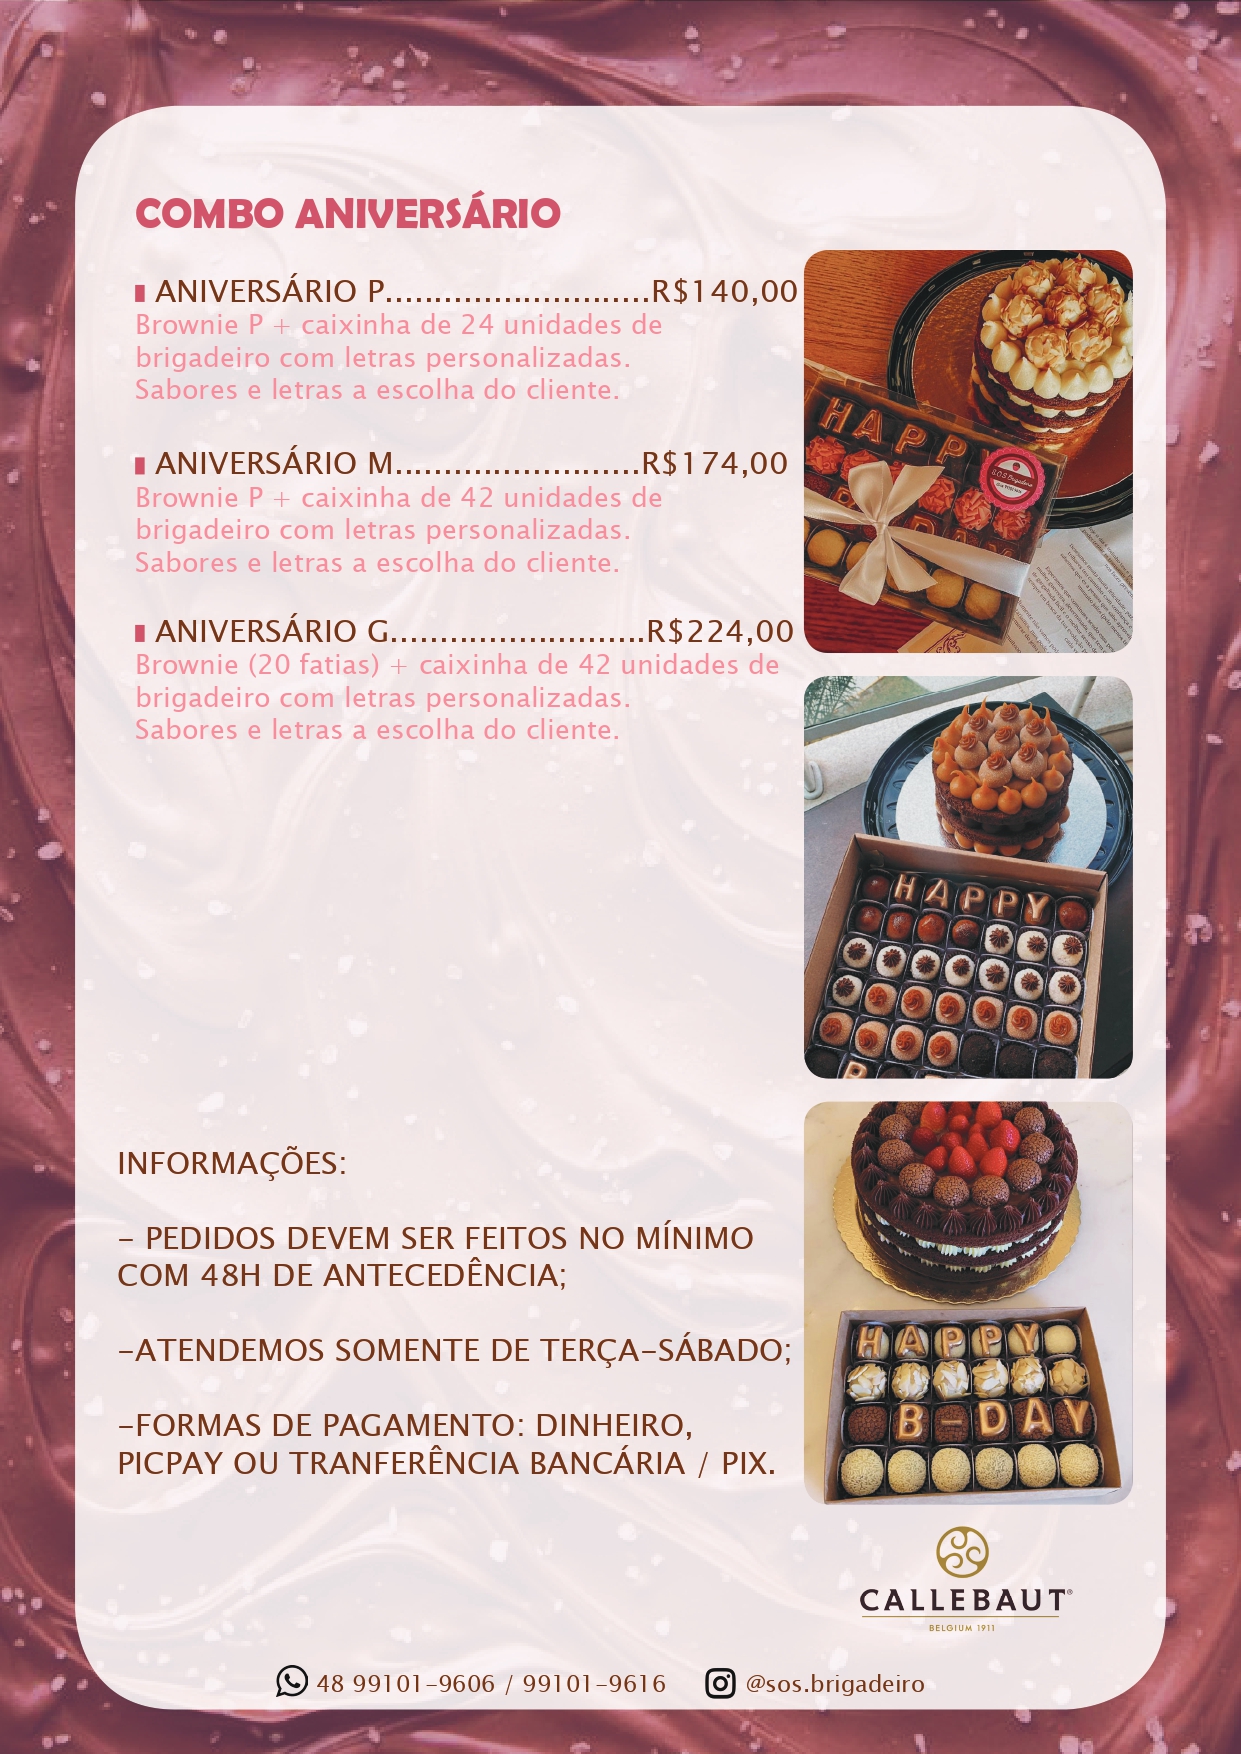 COMBO ANIVERSÁRIO
ANIVERSÁRIO P...........................R$140,00
Brownie P + caixinha de 24 unidades de
brigadeiro com letras personalizadas.
Sabores e letras a escolha do cliente.
ANIVERSÁRIO M.........................R$174,00
Brownie P + caixinha de 42 unidades de
brigadeiro com letras personalizadas.
Sabores e letras a escolha do cliente.
ANIVERSÁRIO G..........................R$224,00
Brownie (20 fatias) + caixinha de 42 unidades de
brigadeiro com letras personalizadas.
Sabores e letras a escolha do cliente.
HAPP
S.O.S Brigadeiro
HAPPY
HAPPY
B-DAY
INFORMAÇÕES:
- PEDIDOS DEVEM SER FEITOS NO MÍNIMO
COM 48H DE ANTECEDÊNCIA;
-ATENDEMOS SOMENTE DE TERÇA-SÁBADO;
-FORMAS DE PAGAMENTO: DINHEIRO,
PICPAY OU TRANFERÊNCIA BANCÁRIA / PIX.
CALLEBAUT®
BELGIUM 1911
48 99101-9606 / 99101-9616
@sos.brigadeiro